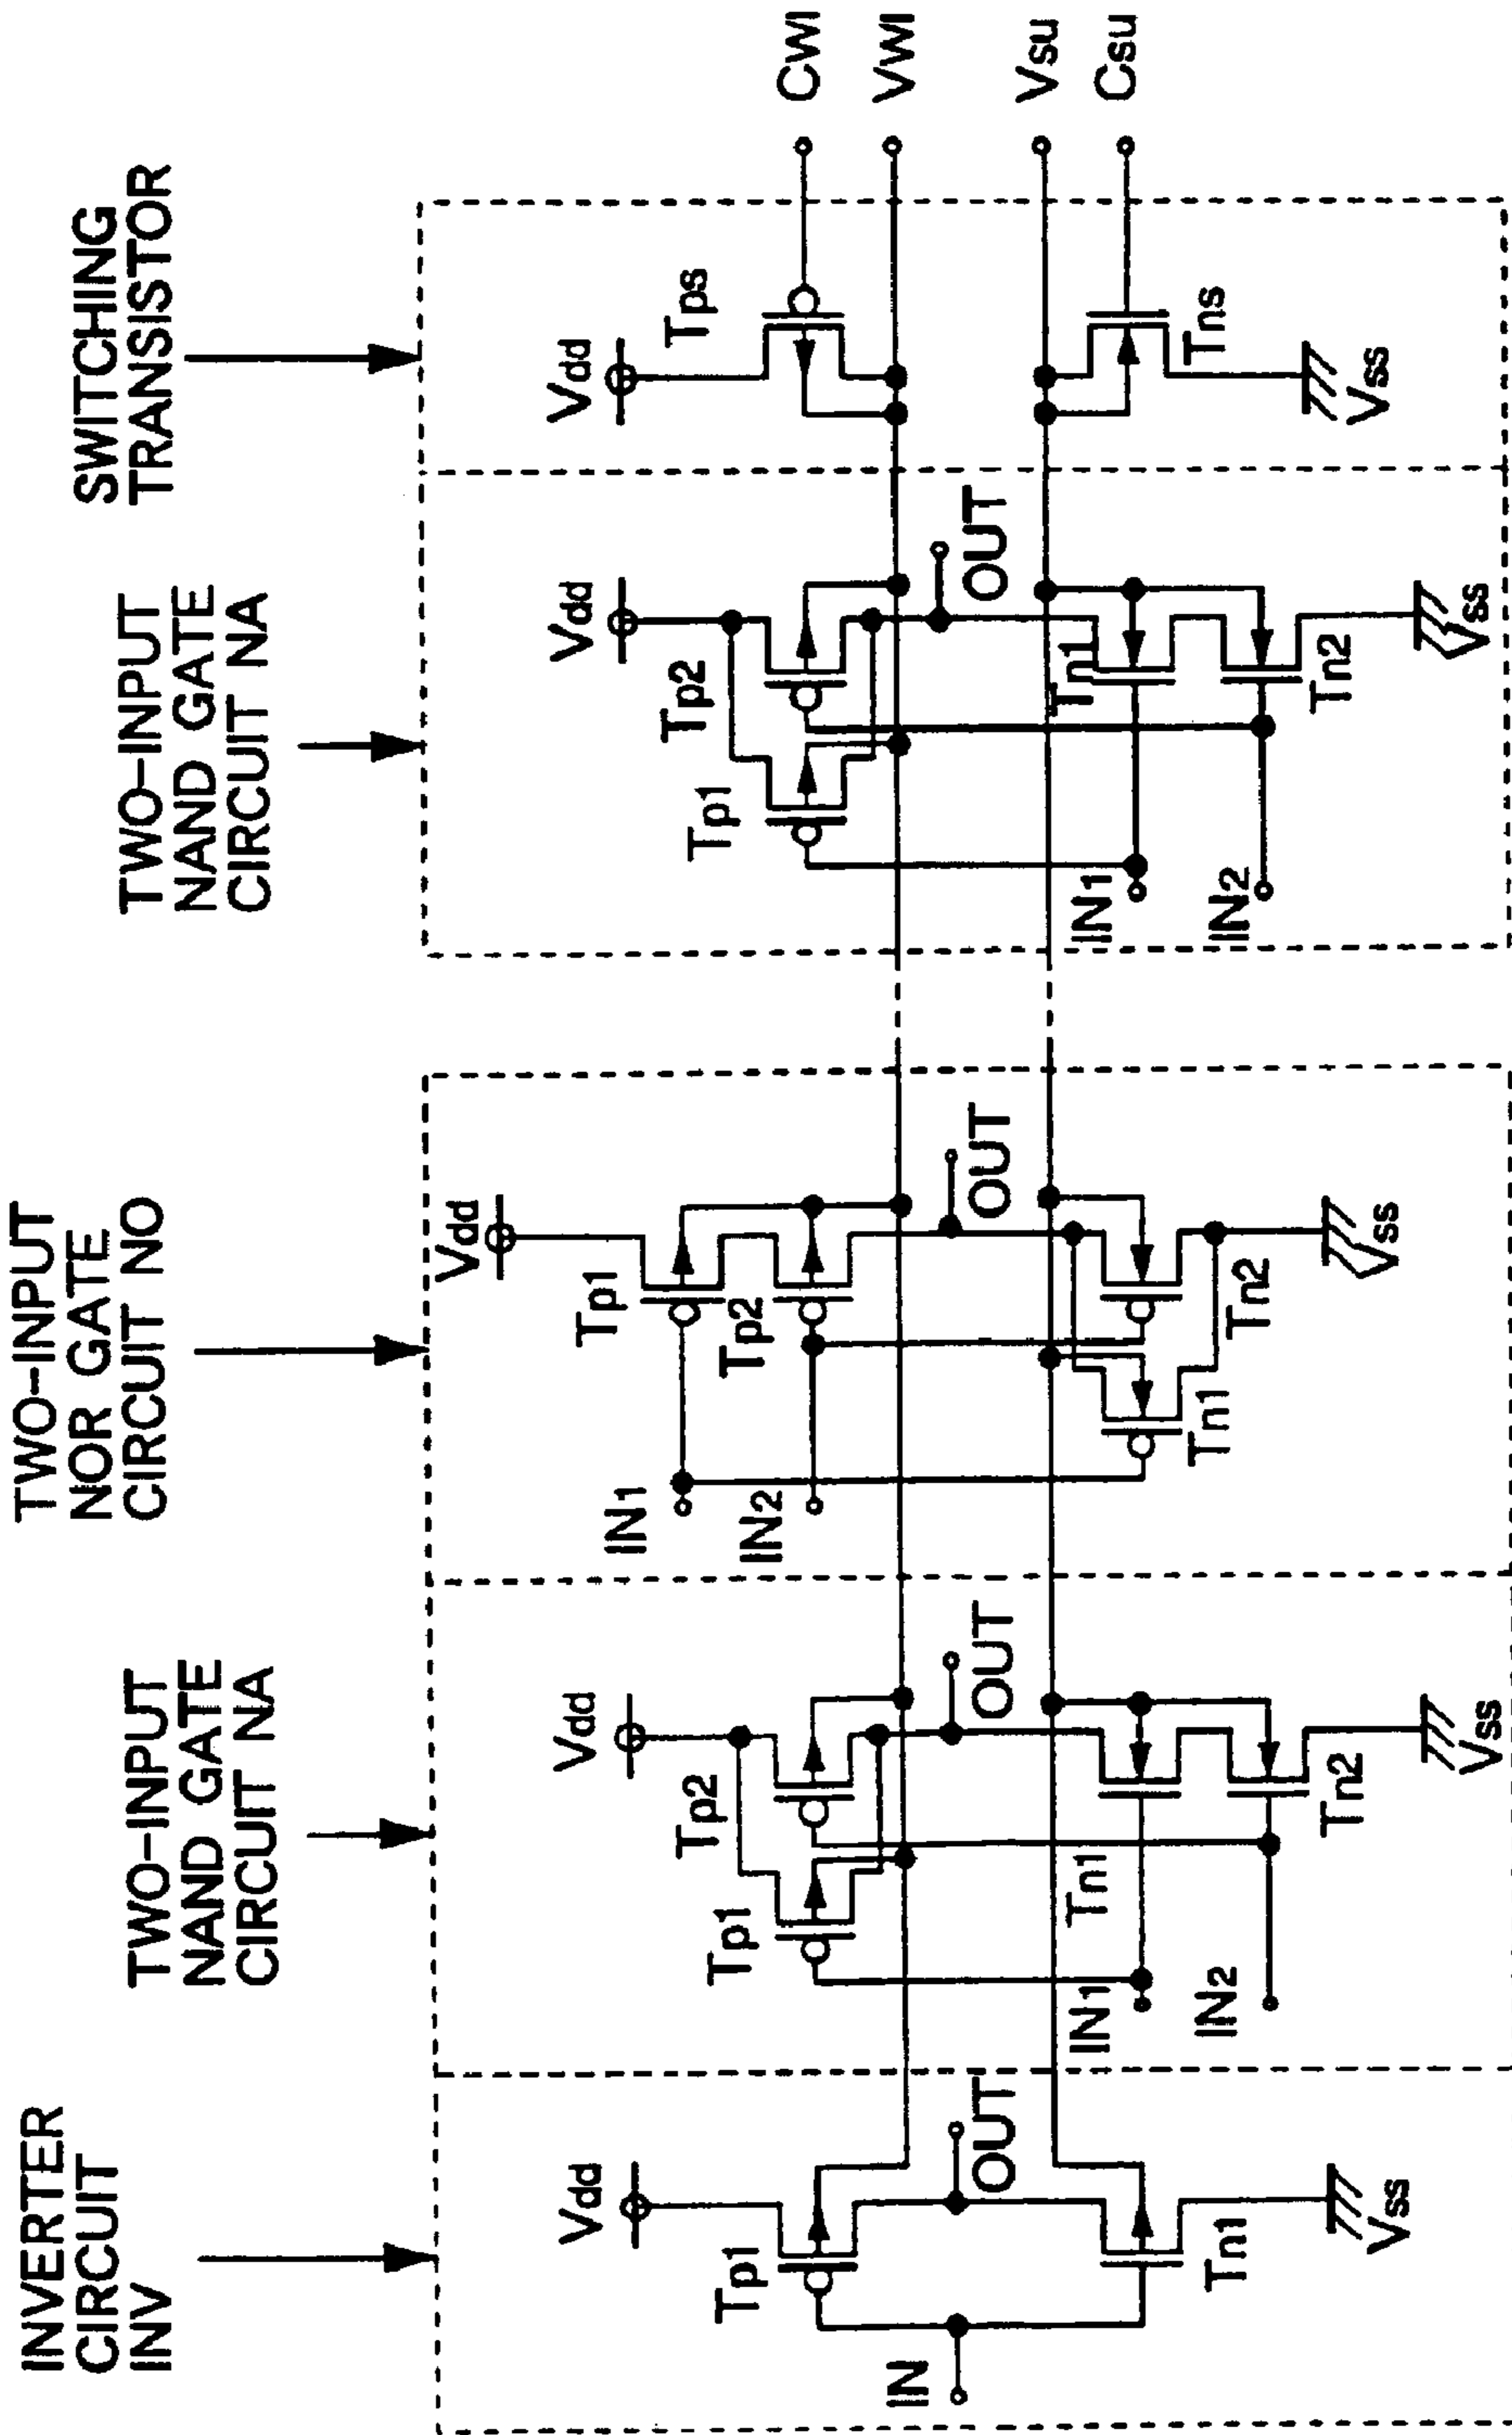 INVERTER
CIRCUIT
INV
TWO-INPUT
NAND GATE
CIRCUIT NA
TWO-INPUT
NOR GATE
CIRCUIT NO
TWO-INPUT
NAND GATE
CIRCUIT NA
SWITCHING
TRANSISTOR
Vdd
Tp1
IN
OUT
Tn1
Vss
Vdd
Tp1
Tp2
OUT
Tn1
IN1
IN2
Tn2
Vss
Vdd
Tp1
IN1
Tp2
IN2
OUT
Tn1
Tn2
Vss
Vdd
Tp2
Tp1
OUT
Tn1
IN1
IN2
Tn2
Vss
Vdd
Tps
Tns
Vss
Cwl
Vwl
Vsu
Csu